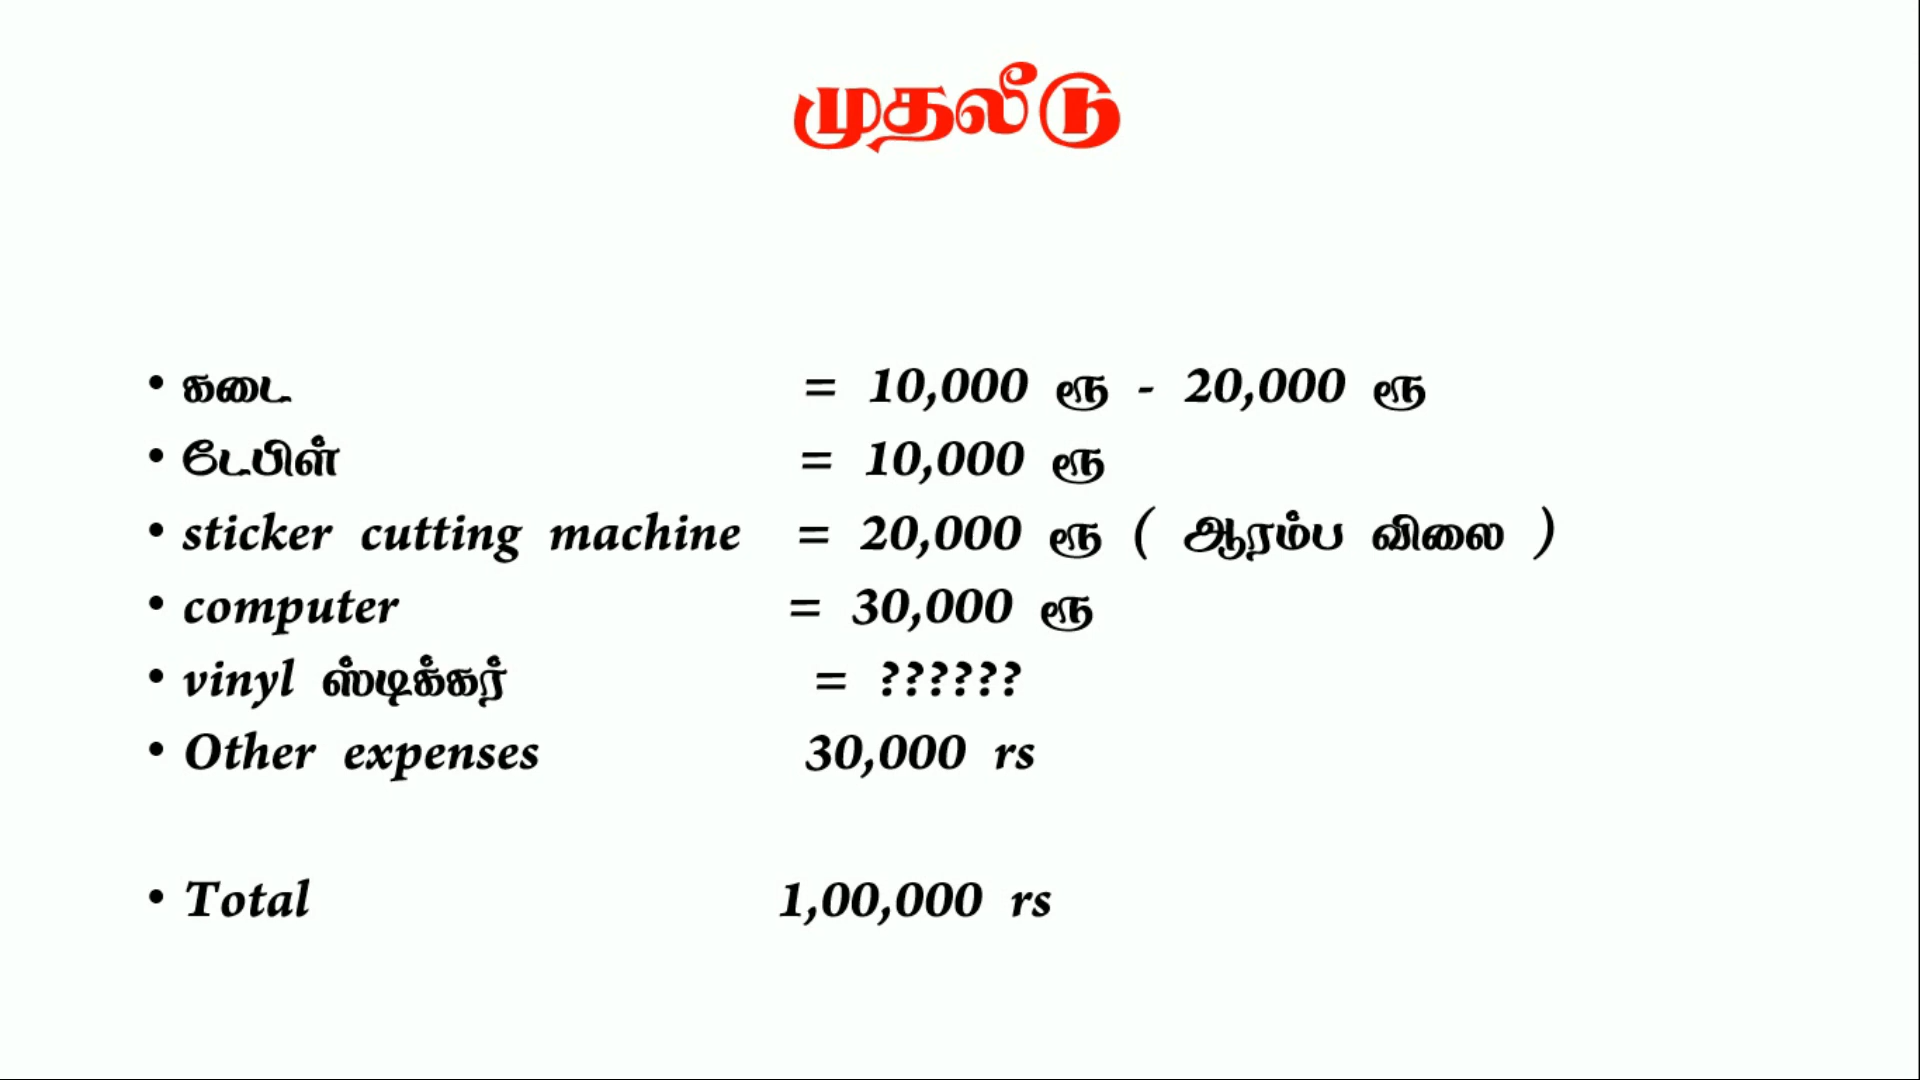 முதலீடு
• கடை = 10,000 ரூ - 20,000 ரூ
• டேபிள் = 10,000 ரூ
• sticker cutting machine = 20,000 ரூ ( ஆரம்ப விலை )
• computer = 30,000 ரூ
• vinyl ஸ்டிக்கர் = ??????
• Other expenses 30,000 rs
• Total 1,00,000 rs